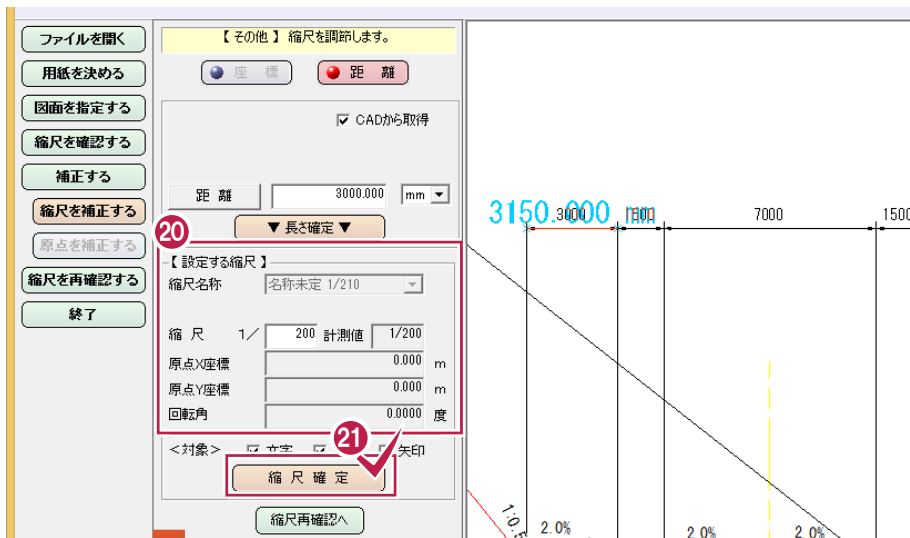 ファイルを開く
用紙を決める
図面を指定する
縮尺を確認する
補正する
縮尺を補正する
原点を補正する
縮尺を再確認する
終了
【 その他 】 縮尺を調節します。
座 標
距 離
CADから取得
距 離 3000.000 mm
▼ 長さ確定 ▼
20
【 設定する縮尺 】
縮尺名称 名称未定 1/210
縮 尺 1／ 200 計測値 1/200
原点X座標 0.000 m
原点Y座標 0.000 m
回転角 0.0000 度
<対象> 文字 矢印
21
縮 尺 確 定
縮尺再確認へ
3150.000 mm
3000
7000
1500
2.0%
2.0%
2.0%